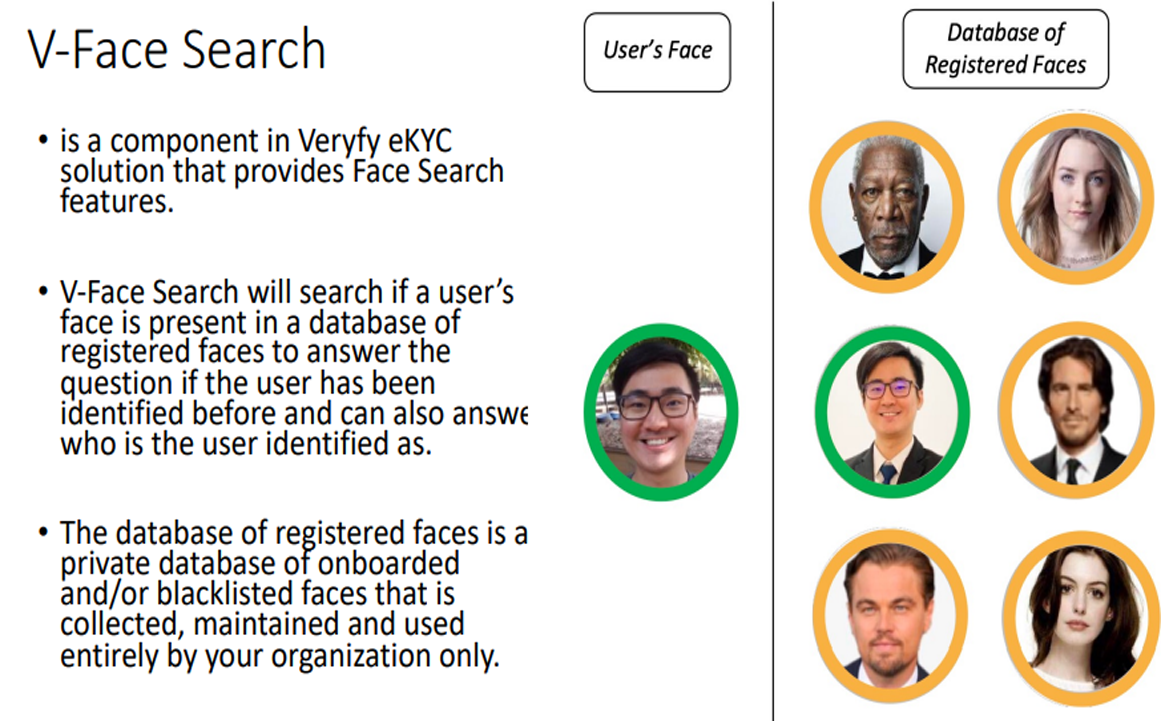 V-Face Search
• is a component in Veryfy eKYC
solution that provides Face Search
features.
• V-Face Search will search if a user's
face is present in a database of
registered faces to answer the
question if the user has been
identified before and can also answe
who is the user identified as.
• The database of registered faces is a
private database of onboarded
and/or blacklisted faces that is
collected, maintained and used
entirely by your organization only.
User's Face
Database of
Registered Faces